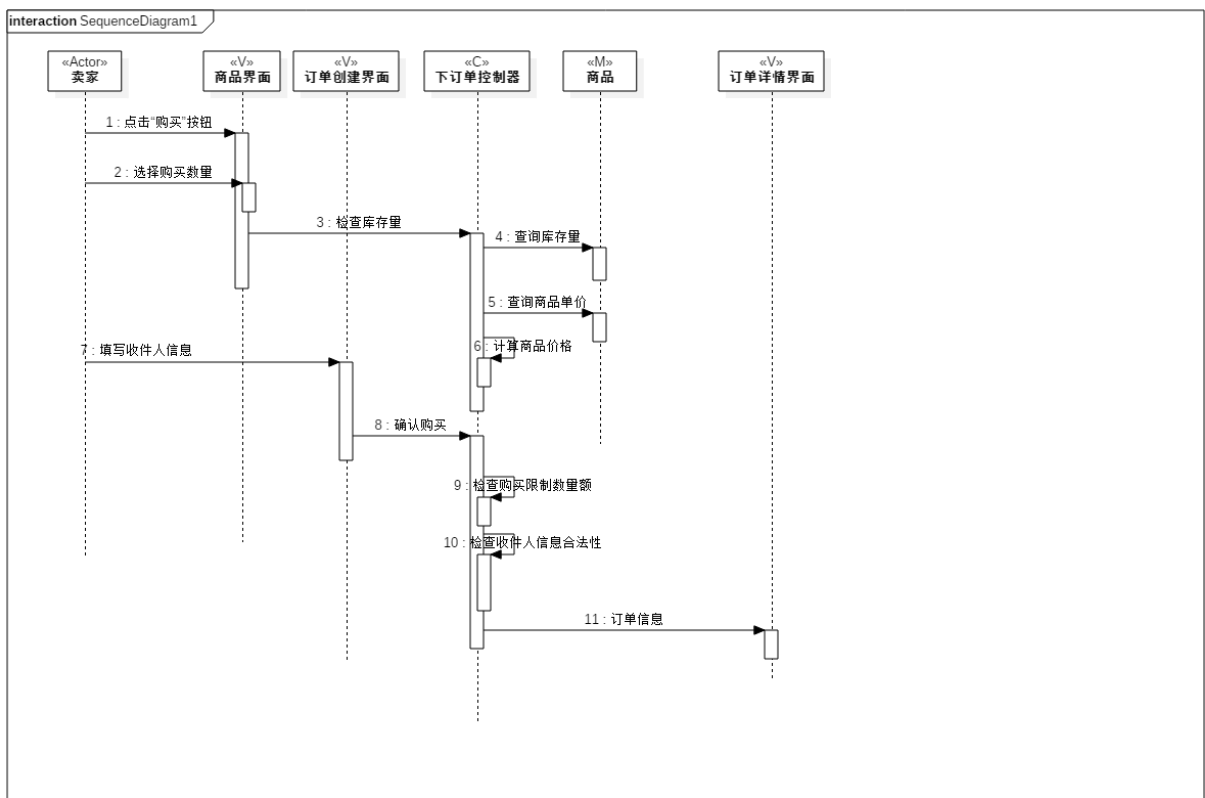 interaction SequenceDiagram1
«Actor»
卖家
«V»
商品界面
«V»
订单创建界面
«C»
下订单控制器
«M»
商品
«V»
订单详情界面
1 : 点击“购买”按钮
2 : 选择购买数量
3 : 检查库存量
4 : 查询库存量
5 : 查询商品单价
6 : 计算商品价格
7 : 填写收件人信息
8 : 确认购买
9 : 检查购买限制数量额
10 : 检查收件人信息合法性
11 : 订单信息